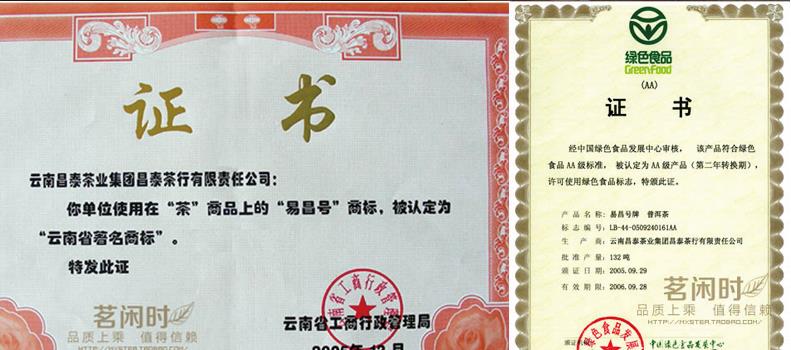 证 书
云南昌泰茶业集团昌泰茶行有限责任公司：
你单位使用在“茶”商品上的“易昌号”商标，被认定为
“云南省著名商标”。
特发此证
云南省工商行政管理局
茗闲时
品质上乘 值得信赖
HTTP://HXSTEA.TAOBAO.COM/
绿色食品
GreenFood
(AA)
证 书
经中国绿色食品发展中心审核， 该产品符合绿色
食品AA级标准， 被认定为AA级产品（第二年转换期），
许可使用绿色食品标志，特颁此证。
产品名称：易昌号牌 普洱茶
标志编号：LB-44-0509240161AA
生产商：云南昌泰茶业集团昌泰茶行有限责任公司
批准产量：132吨
颁证日期：2005.09.29
有效期：2006.09.28
茗闲时
品质上乘 值得信赖